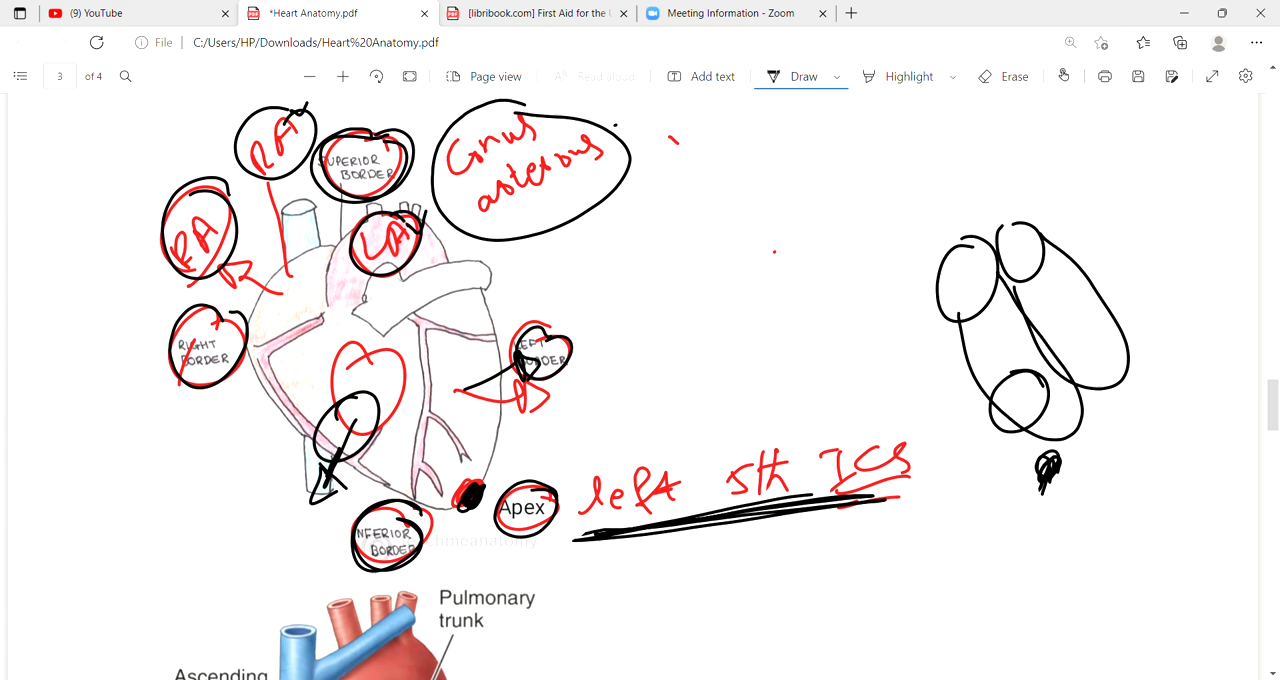 (9) YouTube
*Heart Anatomy.pdf
[libribook.com] First Aid for the
Meeting Information - Zoom
File
C:/Users/HP/Downloads/Heart%20Anatomy.pdf
3 of 4
Page view
Read aloud
Add text
Draw
Highlight
Erase
RA
SUPERIOR
BORDER
Conus
RA
LA
RIGHT
BORDER
LEFT
BORDER
left 5th ICS
Apex
INFERIOR
BORDER
Pulmonary
trunk
Ascending